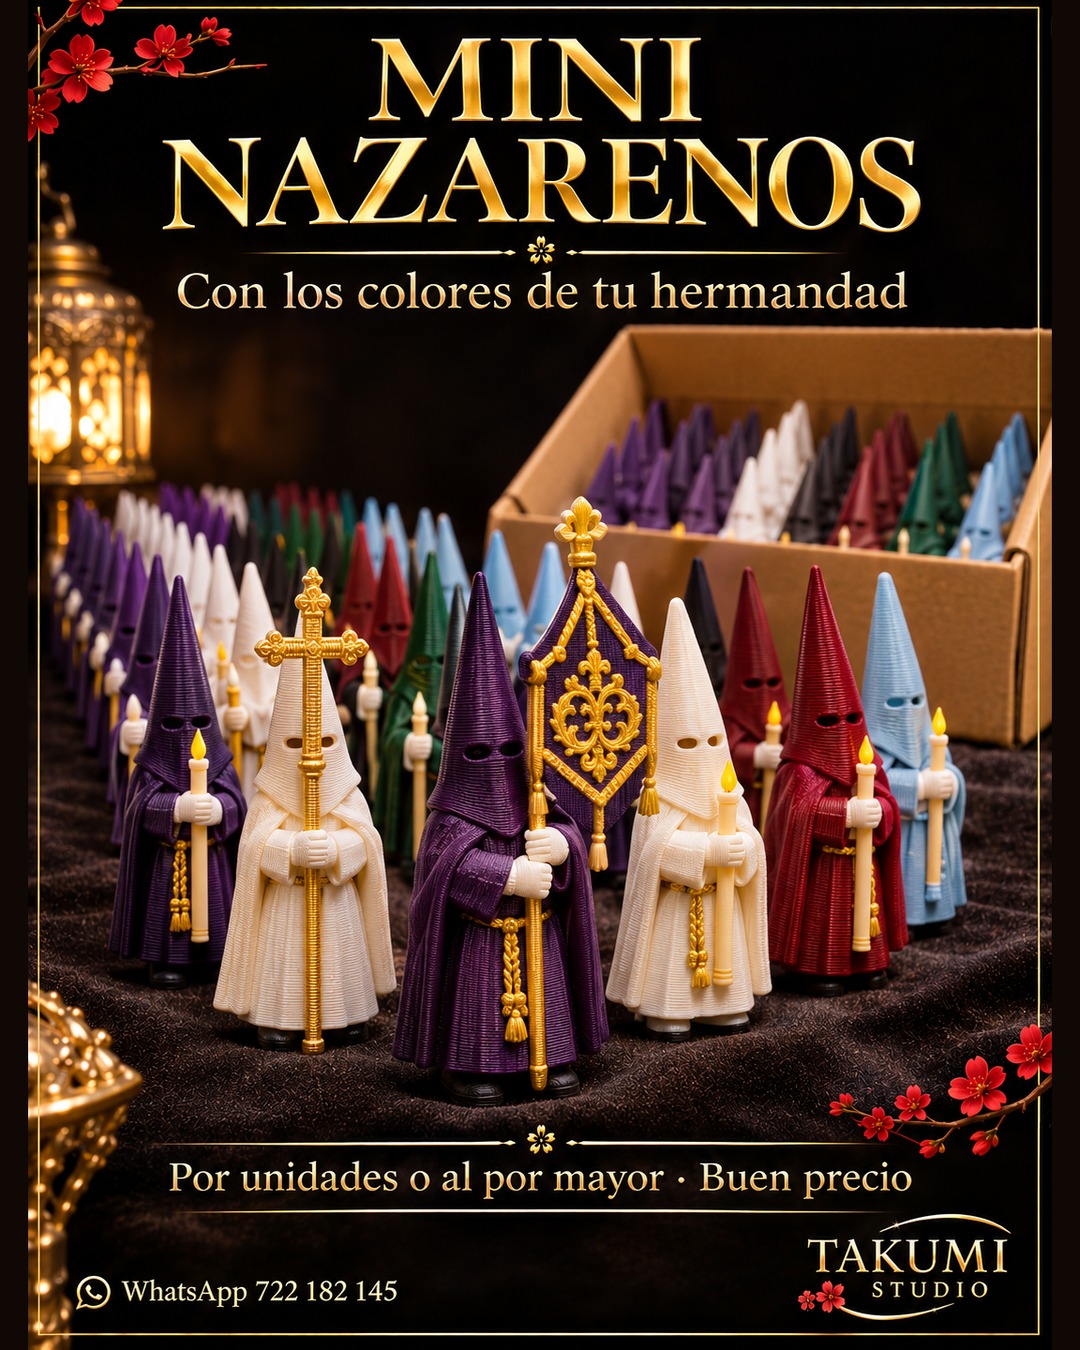 MINI
NAZARENOS
Con los colores de tu hermandad
Por unidades o al por mayor · Buen precio
WhatsApp 722 182 145
TAKUMI
STUDIO